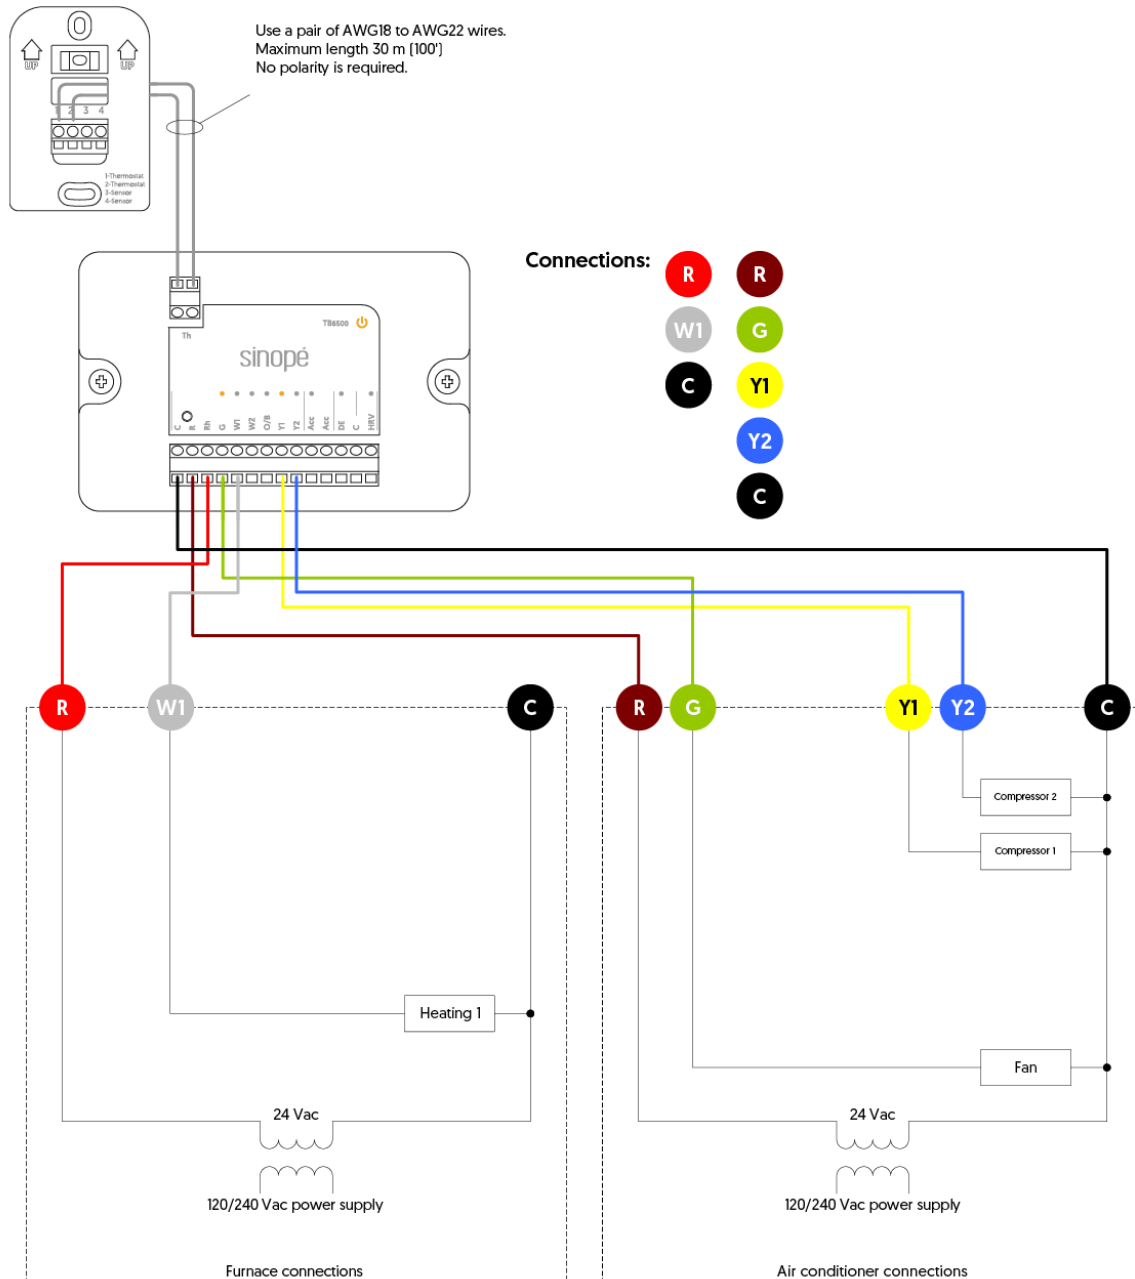 Use a pair of AWG18 to AWG22 wires.
Maximum length 30 m (100')
No polarity is required.
UP
UP
1 2 3 4
1-Thermostat
2-Thermostat
3-Sensor
4-Sensor
Connections:
R R
W1 G
C Y1
Y2
C
Th
TB6500
sinopé
C R Rh G W1 W2 O/B Y1 Y2 Acc Acc DE C HRV
R W1 C R G Y1 Y2 C
Compressor 2
Compressor 1
Heating 1
Fan
24 Vac 24 Vac
120/240 Vac power supply 120/240 Vac power supply
Furnace connections Air conditioner connections